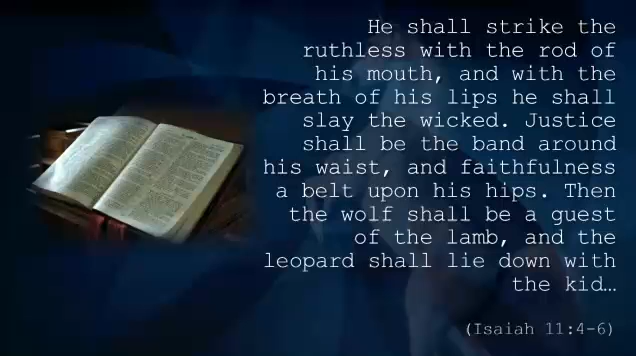 He shall strike the
ruthless with the rod of
his mouth, and with the
breath of his lips he shall
slay the wicked. Justice
shall be the band around
his waist, and faithfulness
a belt upon his hips. Then
the wolf shall be a guest
of the lamb, and the
leopard shall lie down with
the kid…
(Isaiah 11:4-6)